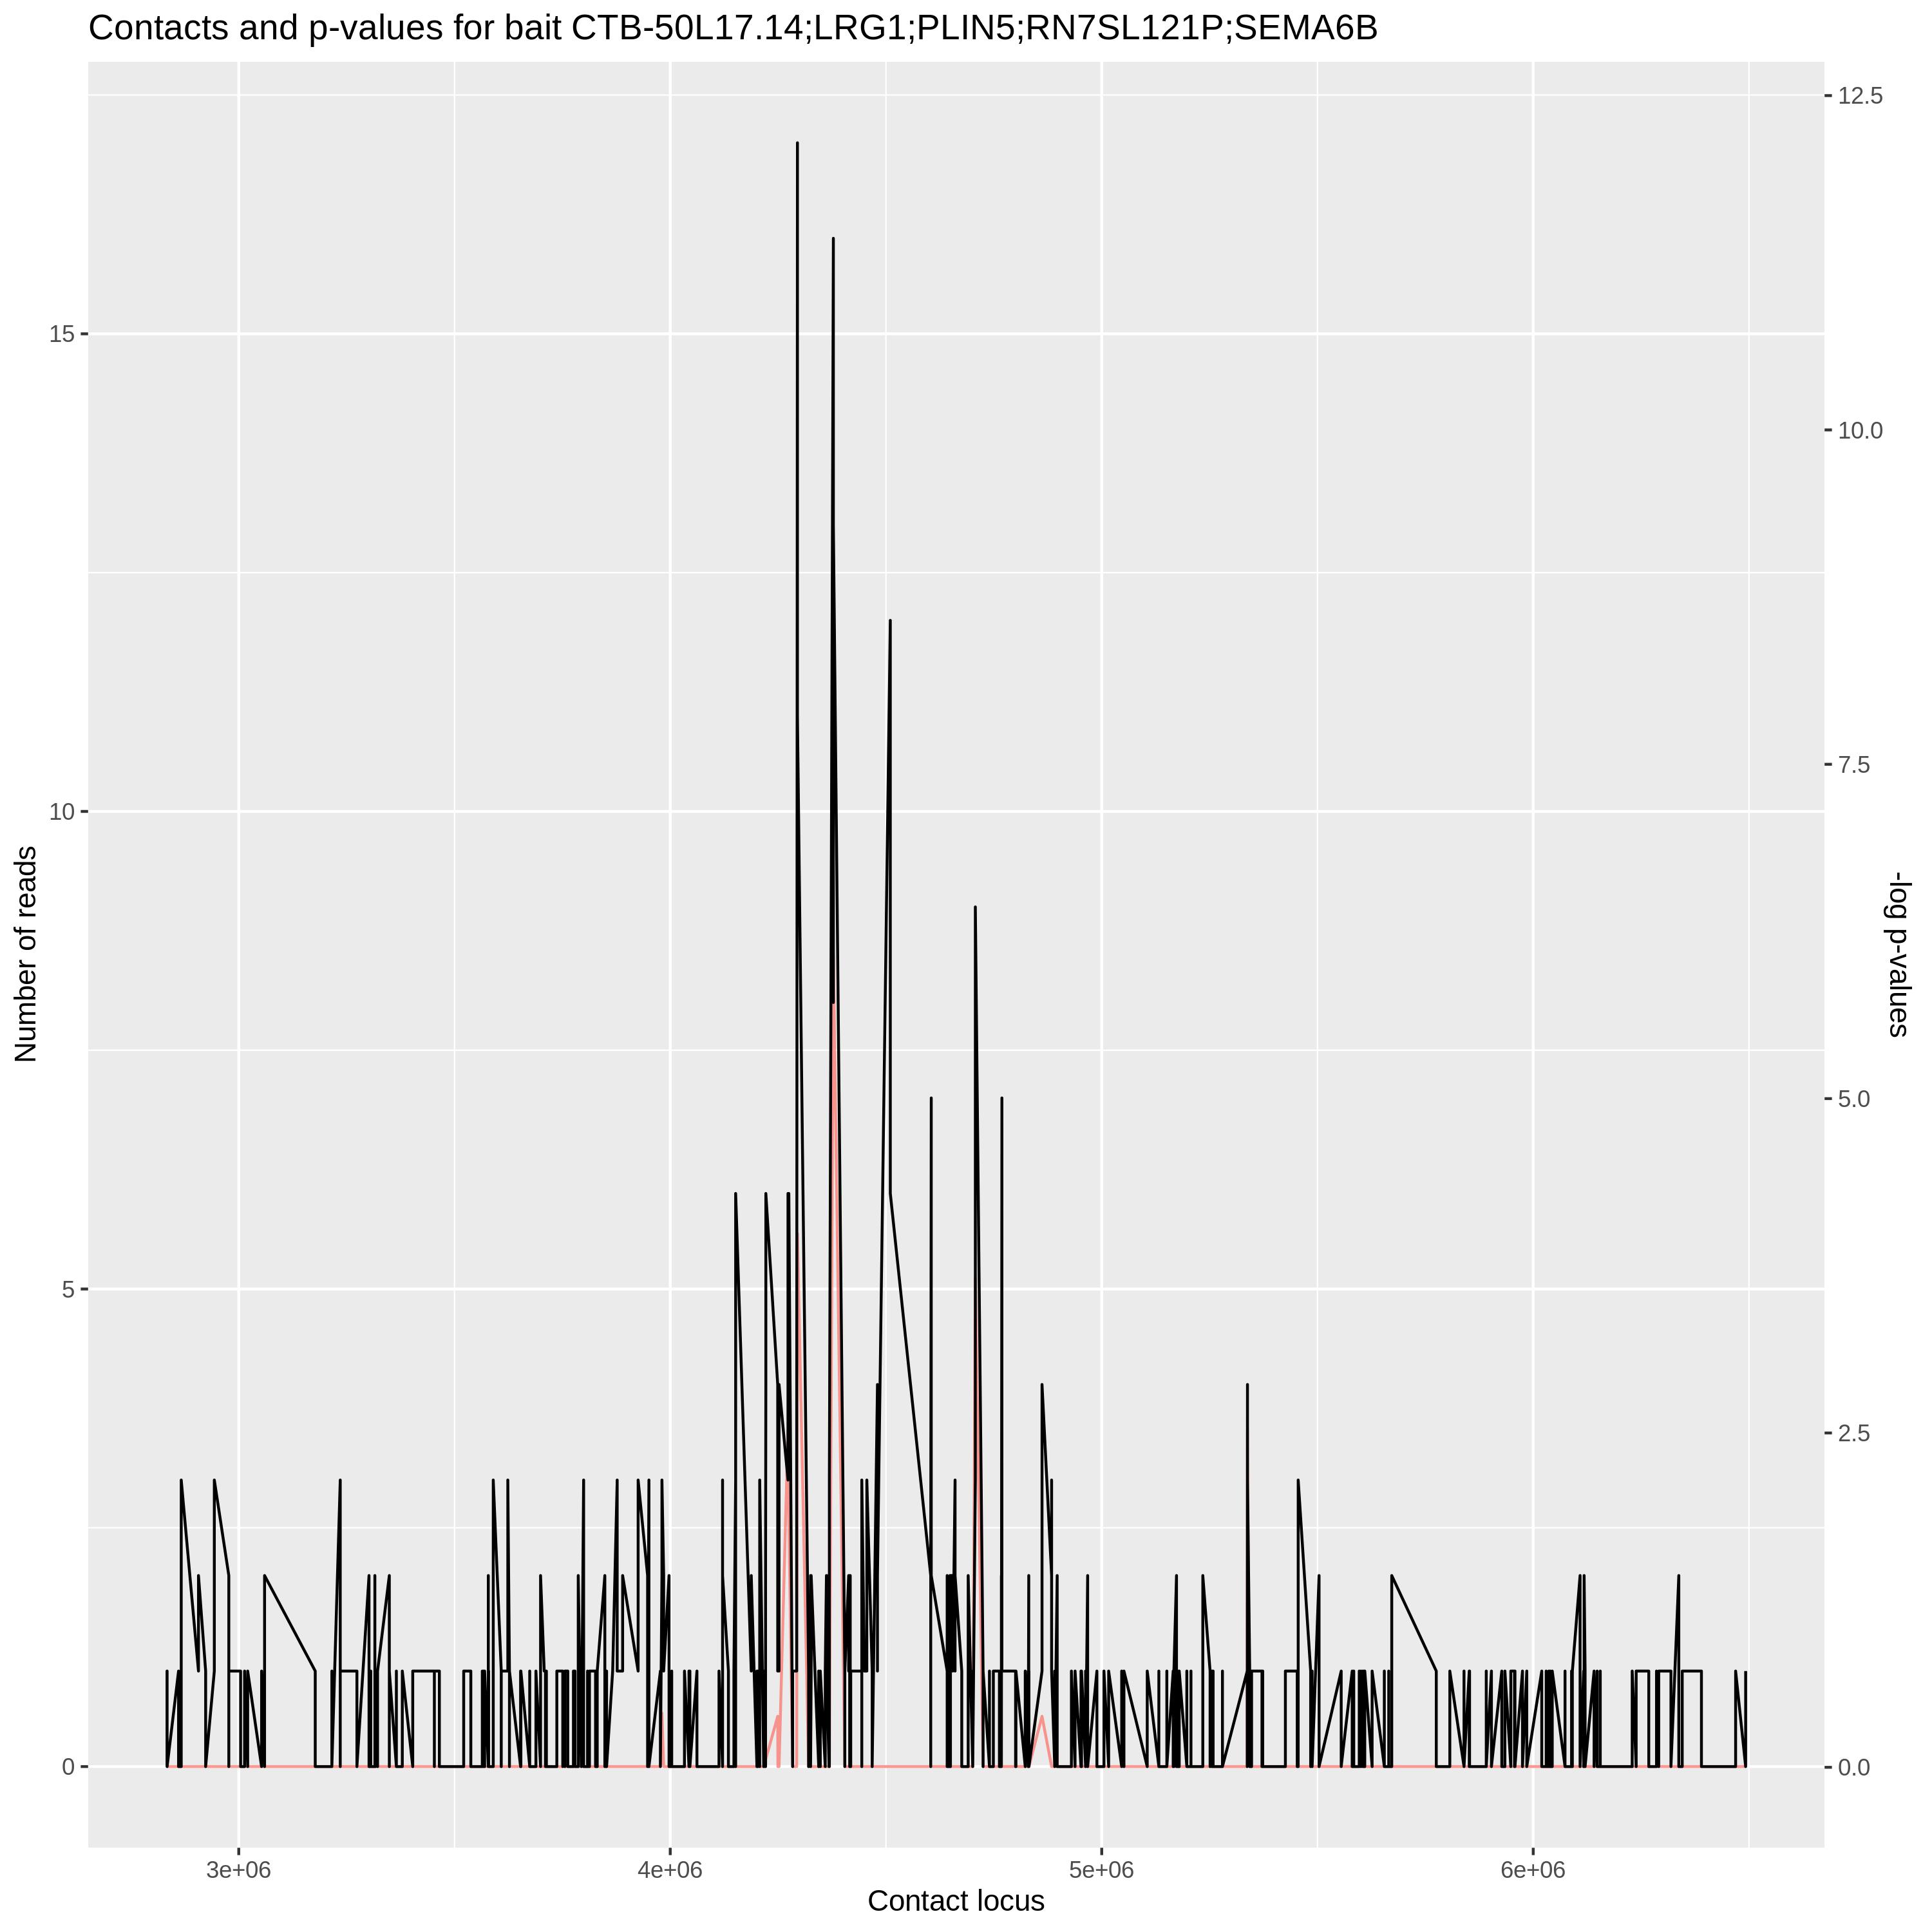 Contacts and p-values for bait CTB-50L17.14;LRG1;PLIN5;RN7SL121P;SEMA6B
12.5
15
10.0
7.5
10
Number of reads
-log p-values
5.0
5
2.5
0
0.0
3e+06 4e+06 5e+06 6e+06
Contact locus